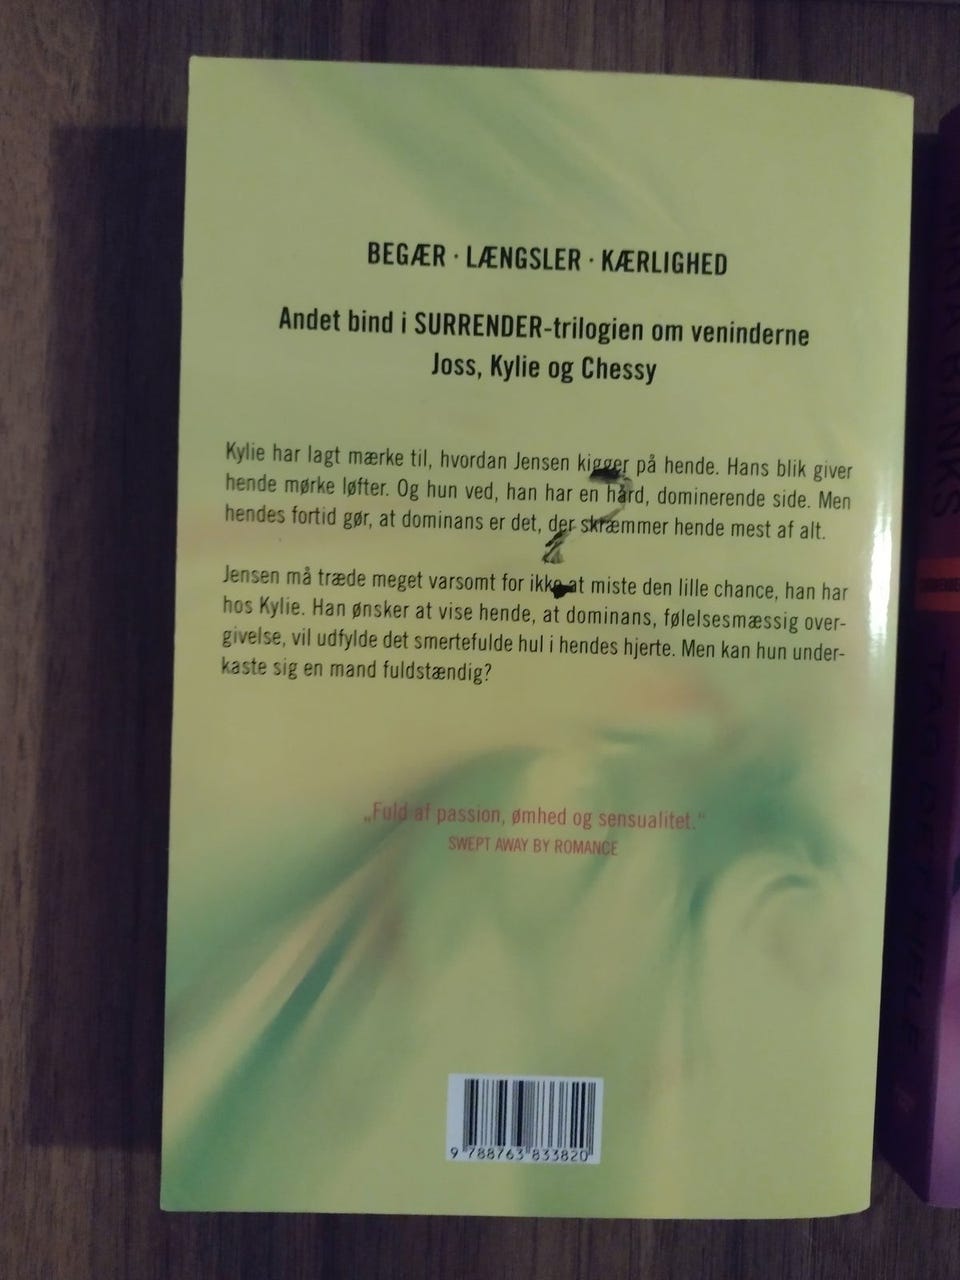 BEGÆR · LÆNGSLER · KÆRLIGHED
Andet bind i SURRENDER-trilogien om veninderne
Joss, Kylie og Chessy
Kylie har lagt mærke til, hvordan Jensen kigger på hende. Hans blik giver
hende mørke løfter. Og hun ved, han har en hård, dominerende side. Men
hendes fortid gør, at dominans er det, der skræmmer hende mest af alt.
Jensen må træde meget varsomt for ikke at miste den lille chance, han har
hos Kylie. Han ønsker at vise hende, at dominans, følelsesmæssig over-
givelse, vil udfylde det smertefulde hul i hendes hjerte. Men kan hun under-
kaste sig en mand fuldstændig?
„Fuld af passion, ømhed og sensualitet.“
SWEPT AWAY BY ROMANCE
9 788763 833820